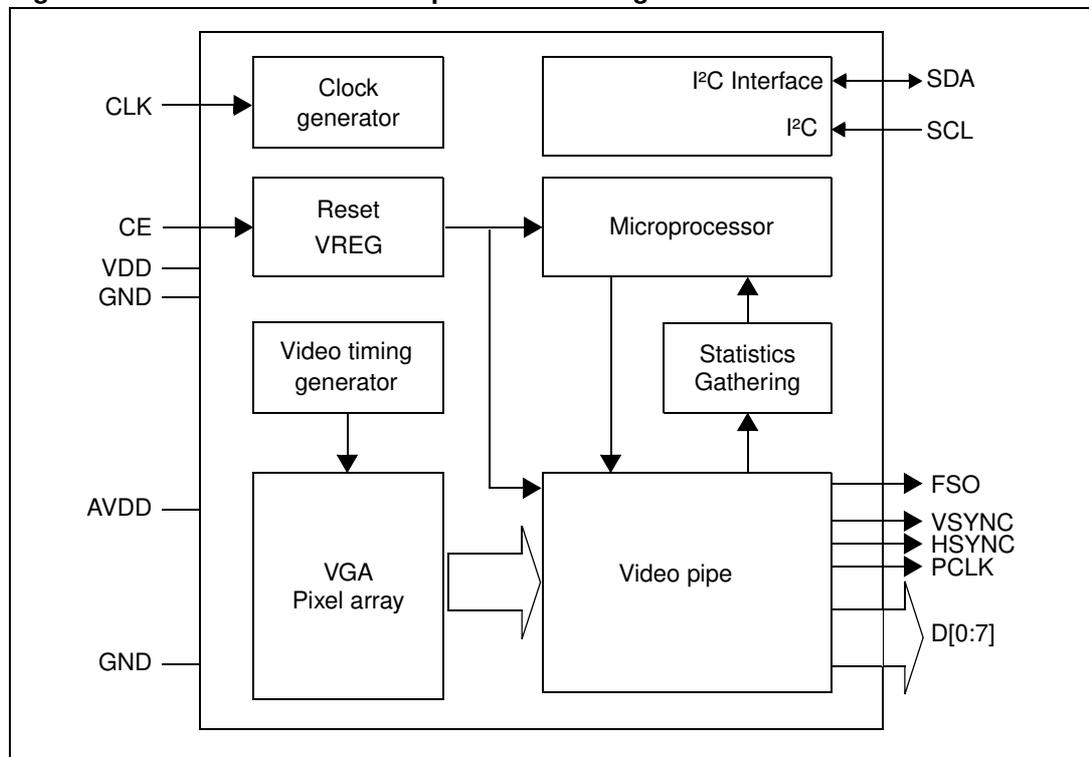 Clock
generator
I²C Interface
I²C
CLK
SDA
SCL
Reset
VREG
Microprocessor
CE
VDD
GND
Video timing
generator
Statistics
Gathering
AVDD
VGA
Pixel array
Video pipe
FSO
VSYNC
HSYNC
PCLK
D[0:7]
GND